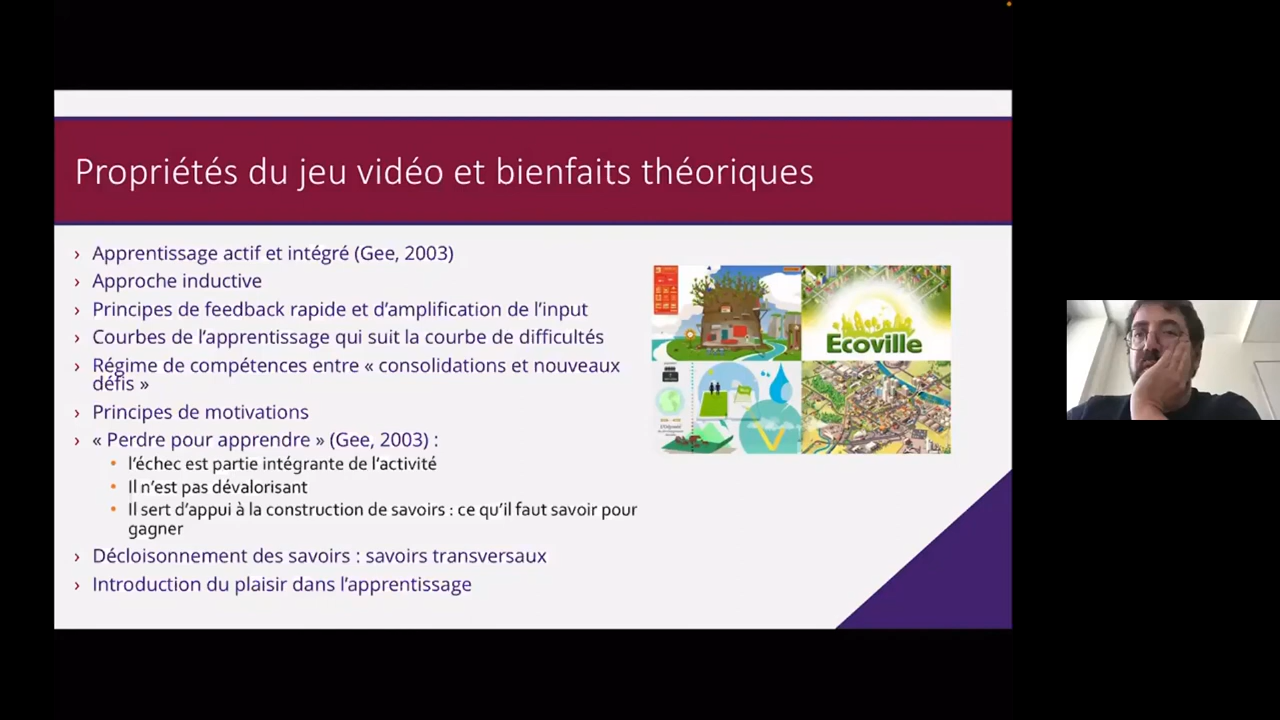 Propriétés du jeu vidéo et bienfaits théoriques
› Apprentissage actif et intégré (Gee, 2003)
› Approche inductive
› Principes de feedback rapide et d’amplification de l’input
› Courbes de l’apprentissage qui suit la courbe de difficultés
› Régime de compétences entre « consolidations et nouveaux
défis »
› Principes de motivations
› « Perdre pour apprendre » (Gee, 2003) :
• l’échec est partie intégrante de l’activité
• Il n’est pas dévalorisant
• Il sert d’appui à la construction de savoirs : ce qu’il faut savoir pour
gagner
› Décloisonnement des savoirs : savoirs transversaux
› Introduction du plaisir dans l’apprentissage
Ecoville